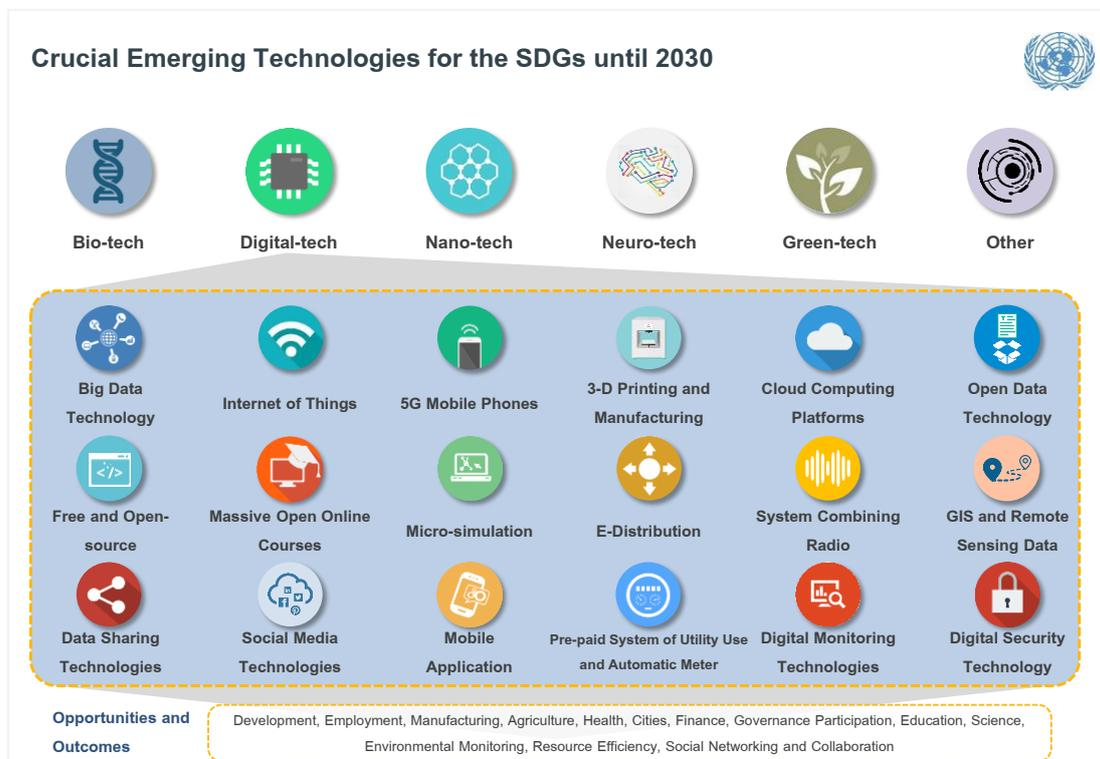 Crucial Emerging Technologies for the SDGs until 2030
Bio-tech
Digital-tech
Nano-tech
Neuro-tech
Green-tech
Other
Big Data
Technology
Internet of Things
5G Mobile Phones
3-D Printing and
Manufacturing
Cloud Computing
Platforms
Open Data
Technology
Free and Open-
source
Massive Open Online
Courses
Micro-simulation
E-Distribution
System Combining
Radio
GIS and Remote
Sensing Data
Data Sharing
Technologies
Social Media
Technologies
Mobile
Application
Pre-paid System of Utility Use
and Automatic Meter
Digital Monitoring
Technologies
Digital Security
Technology
Opportunities and
Outcomes
Development, Employment, Manufacturing, Agriculture, Health, Cities, Finance, Governance Participation, Education, Science,
Environmental Monitoring, Resource Efficiency, Social Networking and Collaboration